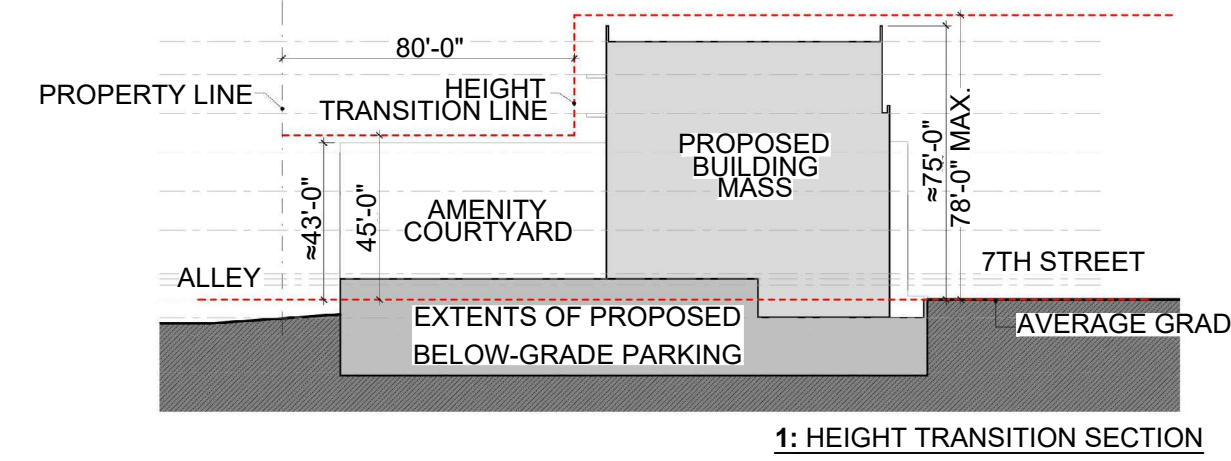 80'-0"
PROPERTY LINE
HEIGHT
TRANSITION LINE
PROPOSED
BUILDING
MASS
≈75'-0"
78'-0" MAX.
≈43'-0"
45'-0"
AMENITY
COURTYARD
ALLEY
7TH STREET
EXTENTS OF PROPOSED
BELOW-GRADE PARKING
AVERAGE GRAD
1: HEIGHT TRANSITION SECTION